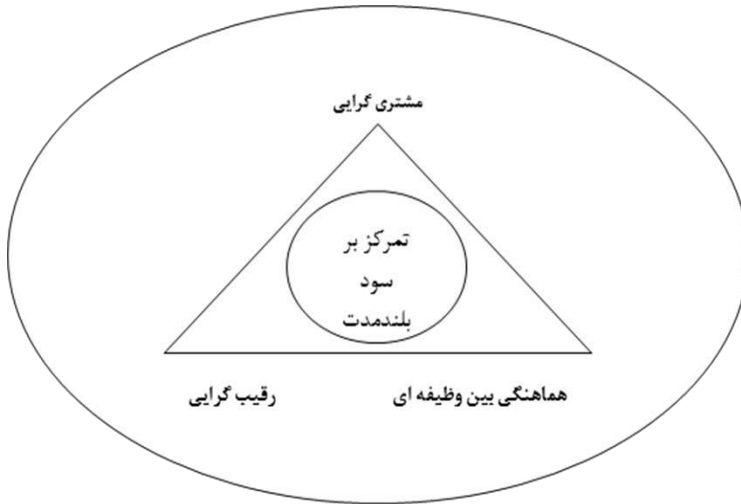 مشتری گرایی
تمرکز بر
سود
بلندمدت
هماهنگی بین وظیفه ای
رقیب گرایی